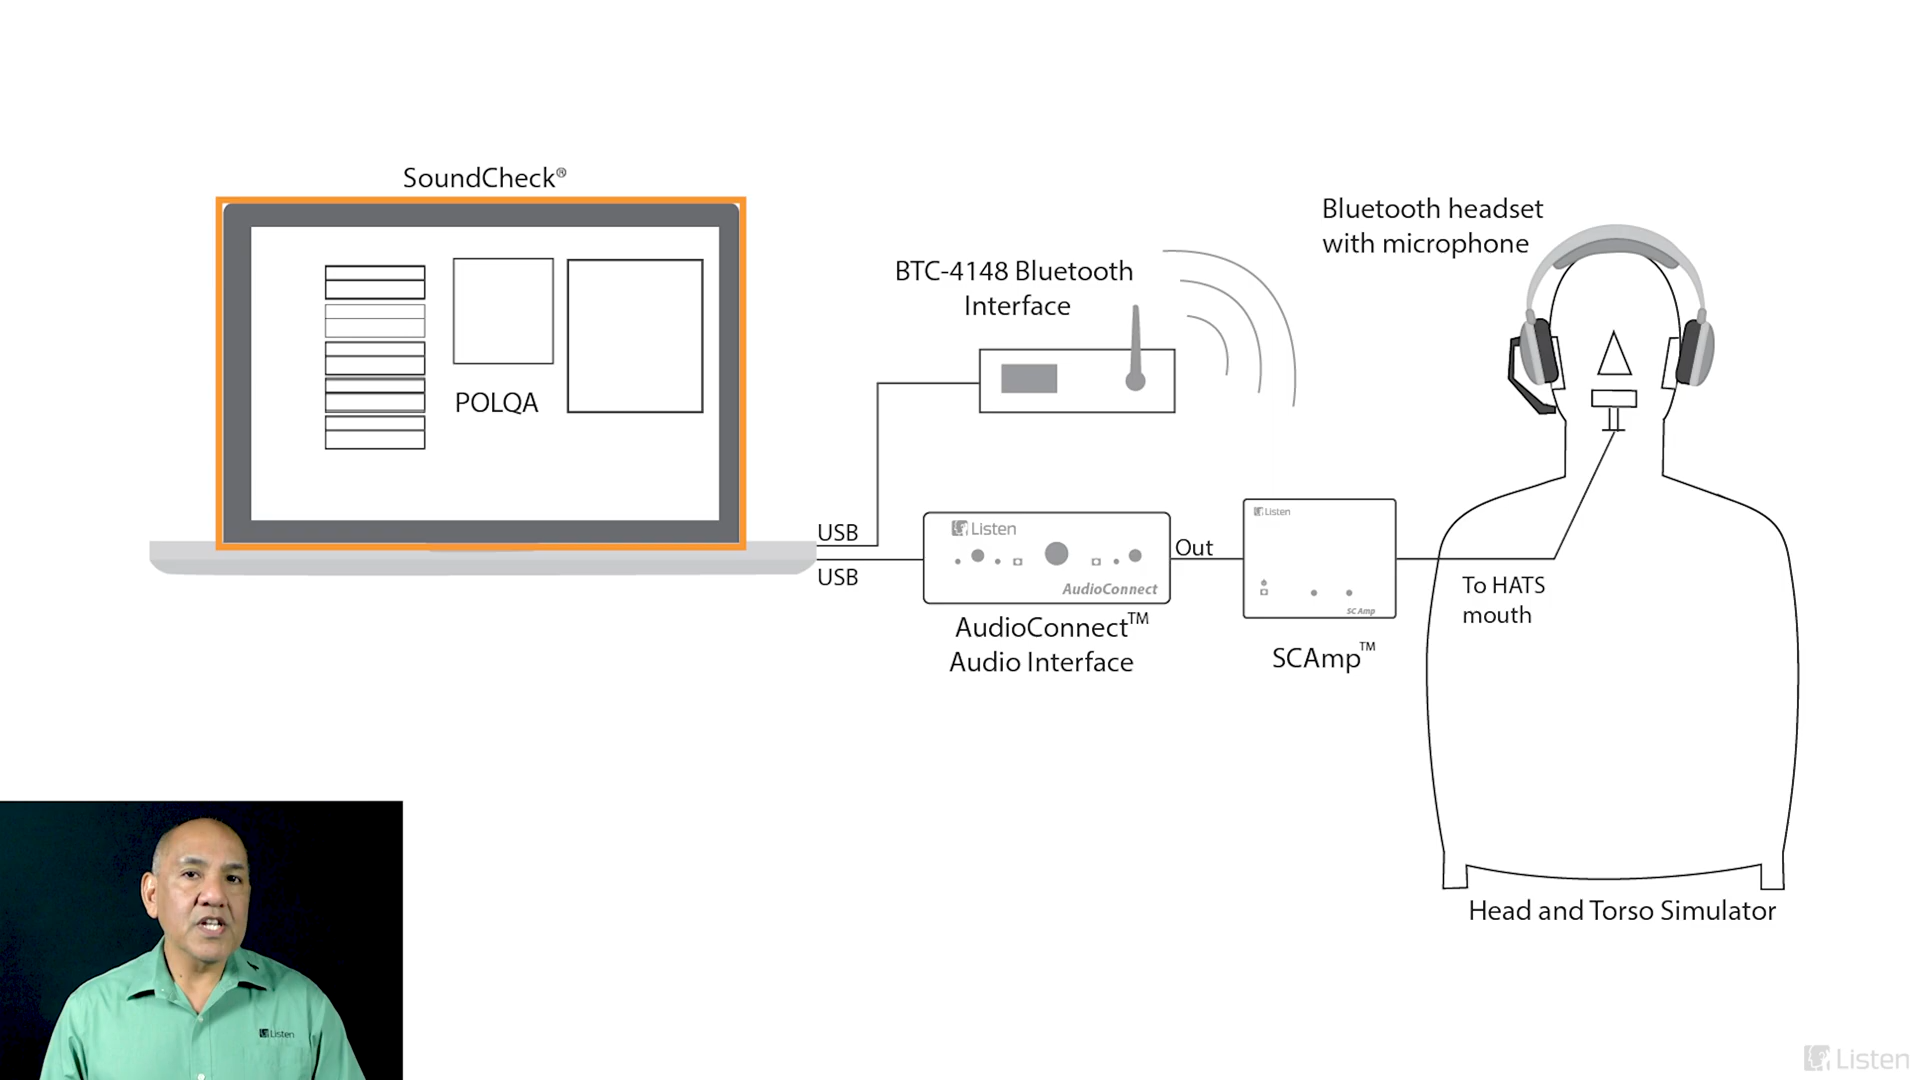 SoundCheck®
POLQA
BTC-4148 Bluetooth
Interface
Bluetooth headset
with microphone
USB
USB
Listen
AudioConnect
AudioConnect™
Audio Interface
Out
Listen
SC Amp
SCAmp™
To HATS
mouth
Head and Torso Simulator
Listen
Listen